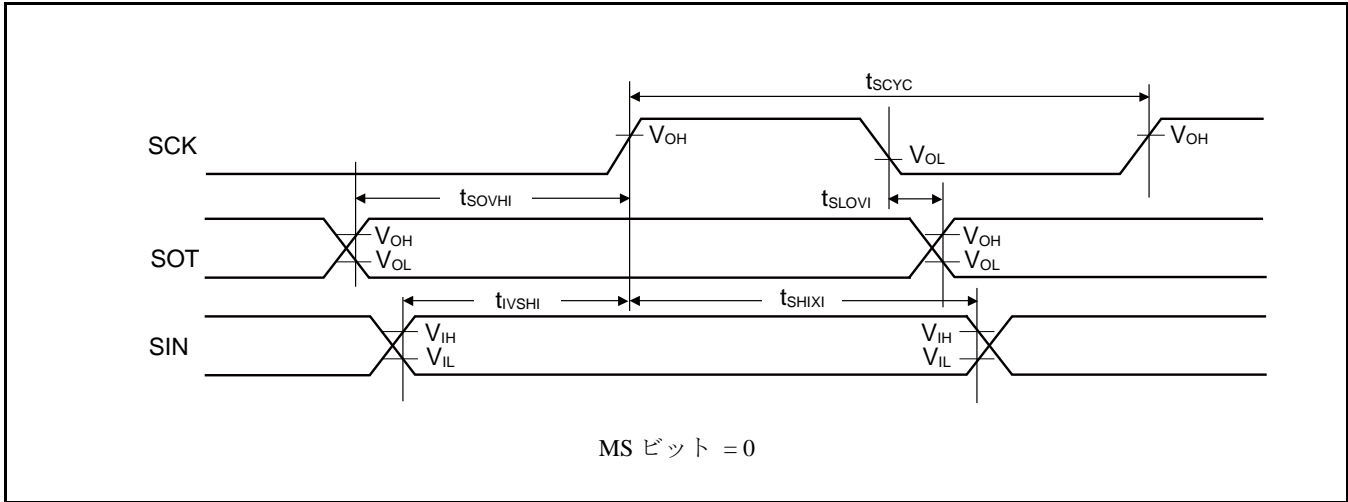 tSCYC
SCK
VOH
VOL
VOH
tSOVHI
tSLOVI
SOT
VOH
VOL
VOH
VOL
tIVSHI
tSHIXI
SIN
VIH
VIL
VIH
VIL
MS ビット = 0